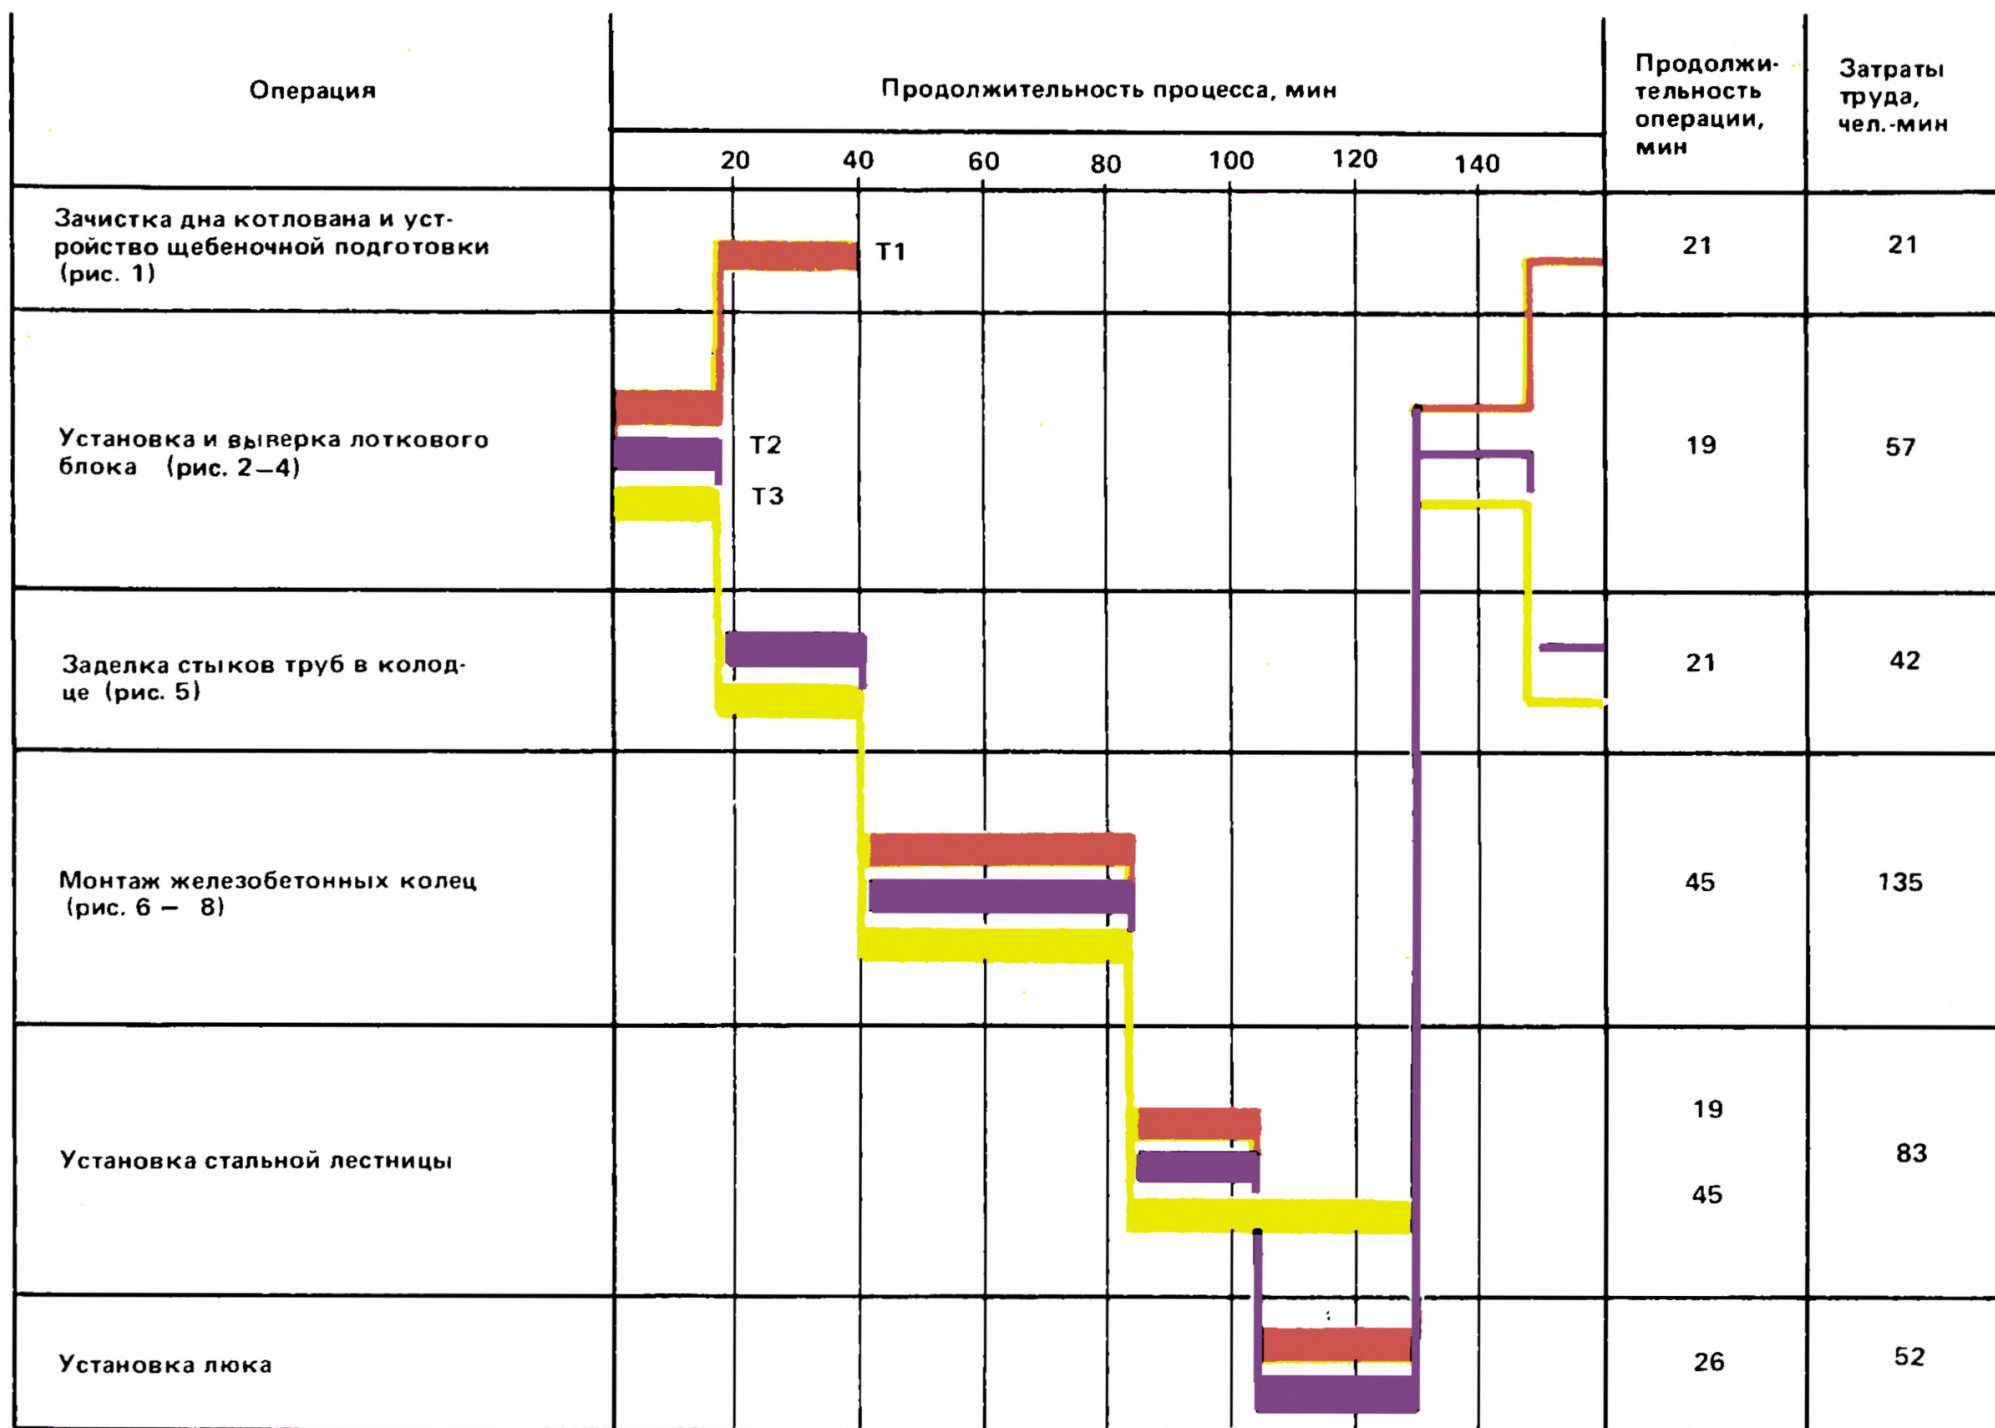 Операция
Продолжительность процесса, мин
Продолжи-
тельность
операции,
мин
Затраты
труда,
чел.-мин
20 40 60 80 100 120 140
Зачистка дна котлована и уст-
ройство щебеночной подготовки
(рис. 1)
Т1
21
21
Установка и выверка лоткового
блока (рис. 2–4)
Т2
Т3
19
57
Заделка стыков труб в колод-
це (рис. 5)
21
42
Монтаж железобетонных колец
(рис. 6 – 8)
45
135
Установка стальной лестницы
19
45
83
Установка люка
26
52